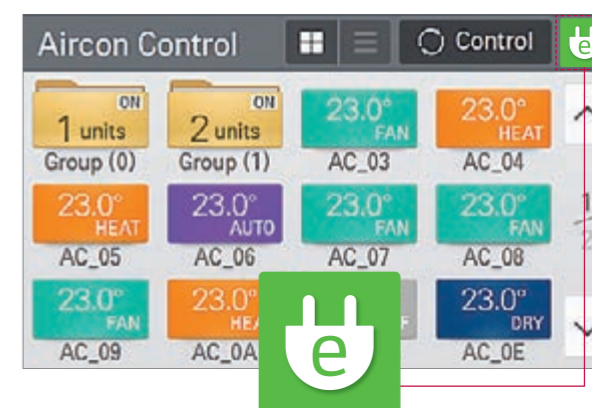 Aircon Control
Control
e
ON
ON
23.0°
23.0°
1 units
2 units
FAN
HEAT
Group (0)
Group (1)
AC_03
AC_04
1
23.0°
23.0°
23.0°
23.0°
HEAT
AUTO
FAN
FAN
2
AC_05
AC_06
AC_07
AC_08
23.0°
23.0°
23.0°
FAN
DRY
e
AC_09
AC_0A
AC_0E